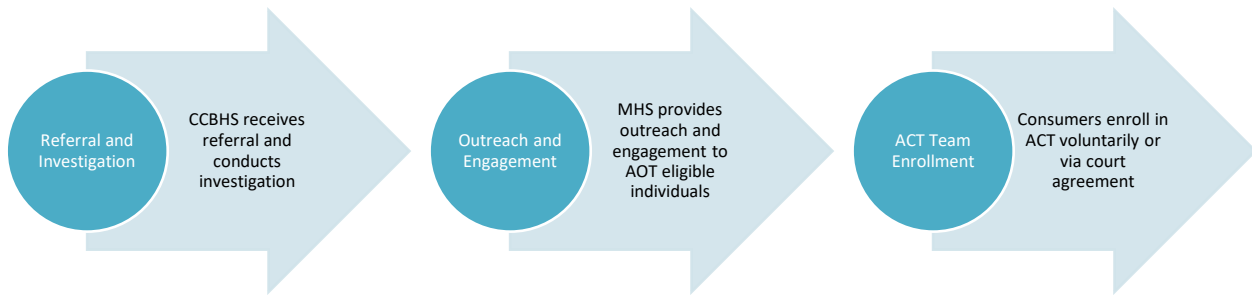 Referral and
Investigation
CCBHS receives
referral and
conducts
investigation
Outreach and
Engagement
MHS provides
outreach and
engagement to
AOT eligible
individuals
ACT Team
Enrollment
Consumers enroll in
ACT voluntarily or
via court
agreement